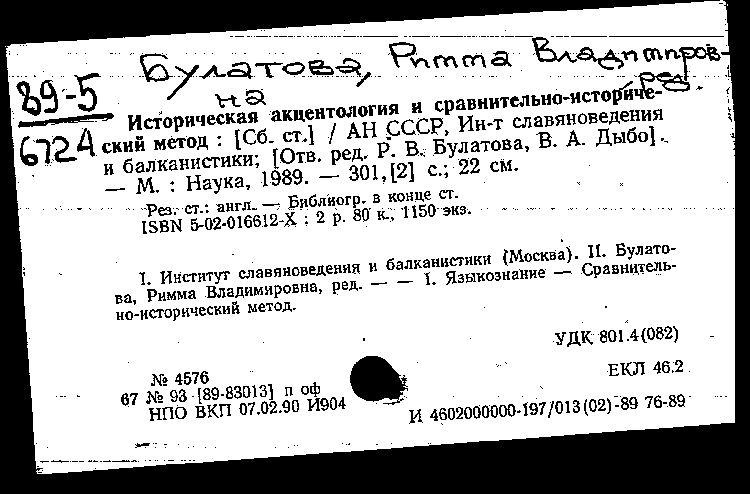 Булатова, Римма Владимиров-
на
ред.
89-5
6724
Историческая акцентология и сравнительно-историче-
ский метод : [Сб. ст.] / АН СССР, Ин-т славяноведения
и балканистики; [Отв. ред. Р. В. Булатова, В. А. Дыбо].
— М. : Наука, 1989. — 301,[2] с.; 22 см.
Рез. ст.: англ. — Библиогр. в конце ст.
ISBN 5-02-016612-X : 2 р. 80 к., 1150 экз.
I. Институт славяноведения и балканистики (Москва). II. Булато-
ва, Римма Владимировна, ред. — — 1. Языкознание — Сравнитель-
но-исторический метод.
УДК 801.4(082)
№ 4576
ЕКЛ 46.2
67 № 93 [89-83013] п оф
НПО ВКП 07.02.90 И904
И 4602000000-197/013(02)-89 76-89